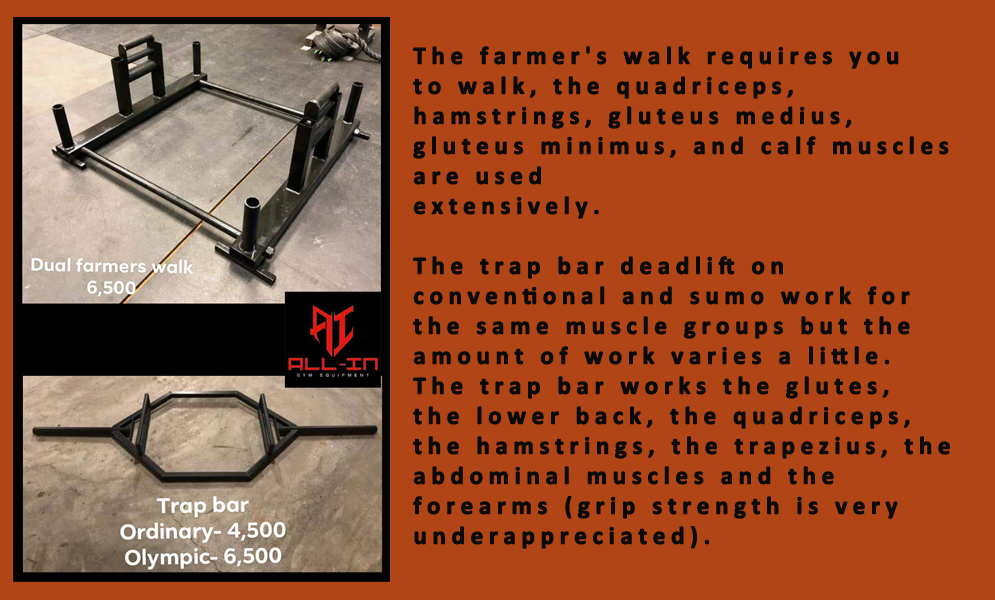 Dual farmers walk
6,500
ALL-IN
GYM EQUIPMENT
Trap bar
Ordinary- 4,500
Olympic- 6,500
The farmer's walk requires you
to walk, the quadriceps,
hamstrings, gluteus medius,
gluteus minimus, and calf muscles
are used
extensively.
The trap bar deadlift on
conventional and sumo work for
the same muscle groups but the
amount of work varies a little.
The trap bar works the glutes,
the lower back, the quadriceps,
the hamstrings, the trapezius, the
abdominal muscles and the
forearms (grip strength is very
underappreciated).